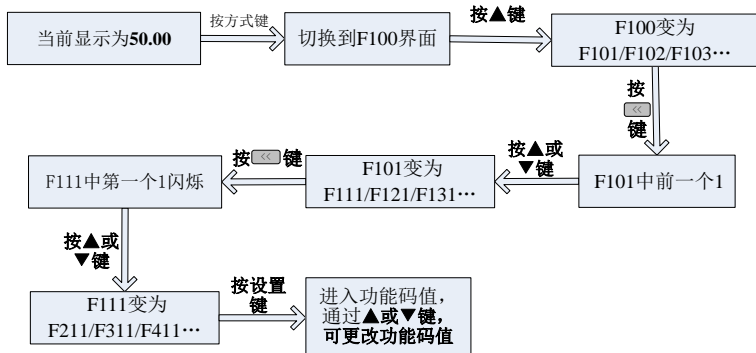 当前显示为50.00
按方式键
切换到F100界面
按▲键
F100变为
F101/F102/F103…
按
<<
键
F101中前一个1
按▲或
▼键
F101变为
F111/F121/F131…
按<<键
F111中第一个1闪烁
按▲或
▼键
F111变为
F211/F311/F411…
按设置
键
进入功能码值，
通过▲或▼键，
可更改功能码值